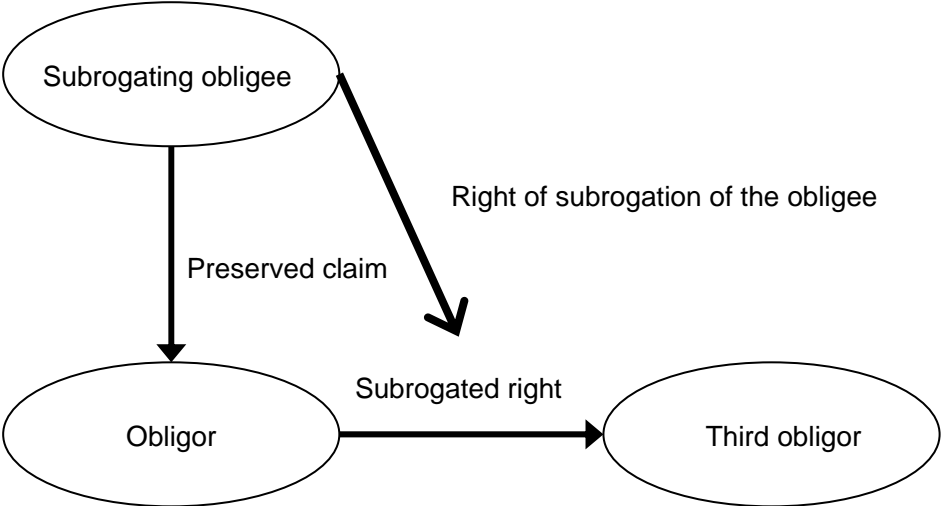 Subrogating obligee
Right of subrogation of the obligee
Preserved claim
Subrogated right
Obligor
Third obligor